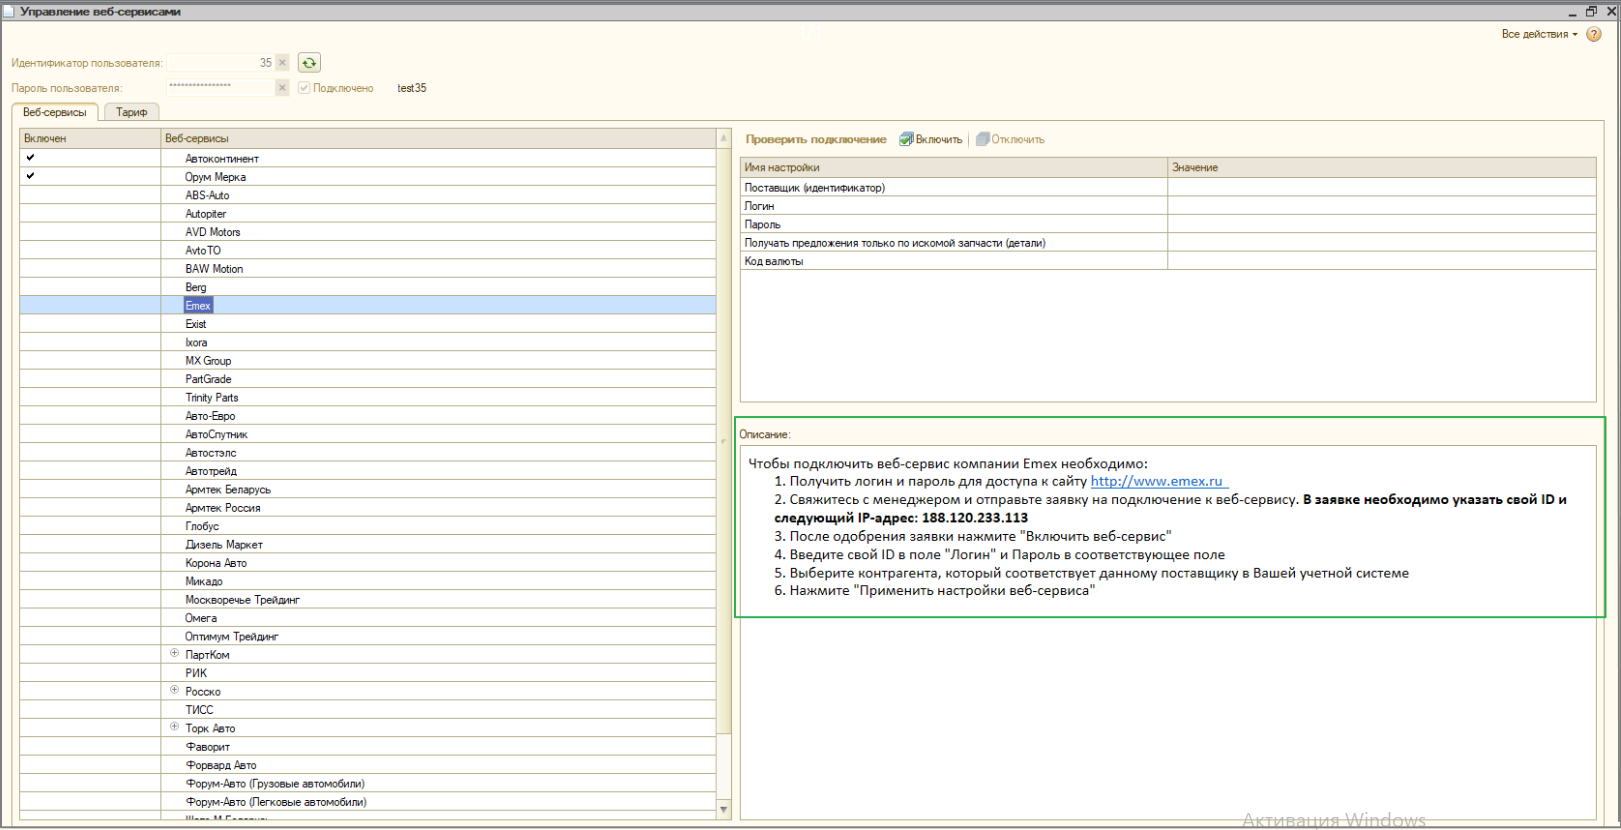 Управление веб-сервисами
Все действия
Идентификатор пользователя: 35
Пароль пользователя: **************** Подключено test35
Веб-сервисы Тариф
Включен Веб-сервисы
Автоконтинент
Орум Мерка
ABS-Auto
Autopiter
AVD Motors
AvtoTO
BAW Motion
Berg
Emex
Exist
Ixora
MX Group
PartGrade
Trinity Parts
Авто-Евро
АвтоСпутник
Автостэлс
Автотрейд
Армтек Беларусь
Армтек Россия
Глобус
Дизель Маркет
Корона Авто
Микадо
Москворечье Трейдинг
Омега
Оптимум Трейдинг
ПартКом
РИК
Росско
ТИСС
Торк Авто
Фаворит
Форвард Авто
Форум-Авто (Грузовые автомобили)
Форум-Авто (Легковые автомобили)
Проверить подключение Включить Отключить
Имя настройки Значение
Поставщик (идентификатор)
Логин
Пароль
Получать предложения только по искомой запчасти (детали)
Код валюты
Описание:
Чтобы подключить веб-сервис компании Emex необходимо:
1. Получить логин и пароль для доступа к сайту http://www.emex.ru
2. Свяжитесь с менеджером и отправьте заявку на подключение к веб-сервису. В заявке необходимо указать свой ID и
следующий IP-адрес: 188.120.233.113
3. После одобрения заявки нажмите "Включить веб-сервис"
4. Введите свой ID в поле "Логин" и Пароль в соответствующее поле
5. Выберите контрагента, который соответствует данному поставщику в Вашей учетной системе
6. Нажмите "Применить настройки веб-сервиса"
Активация Windows